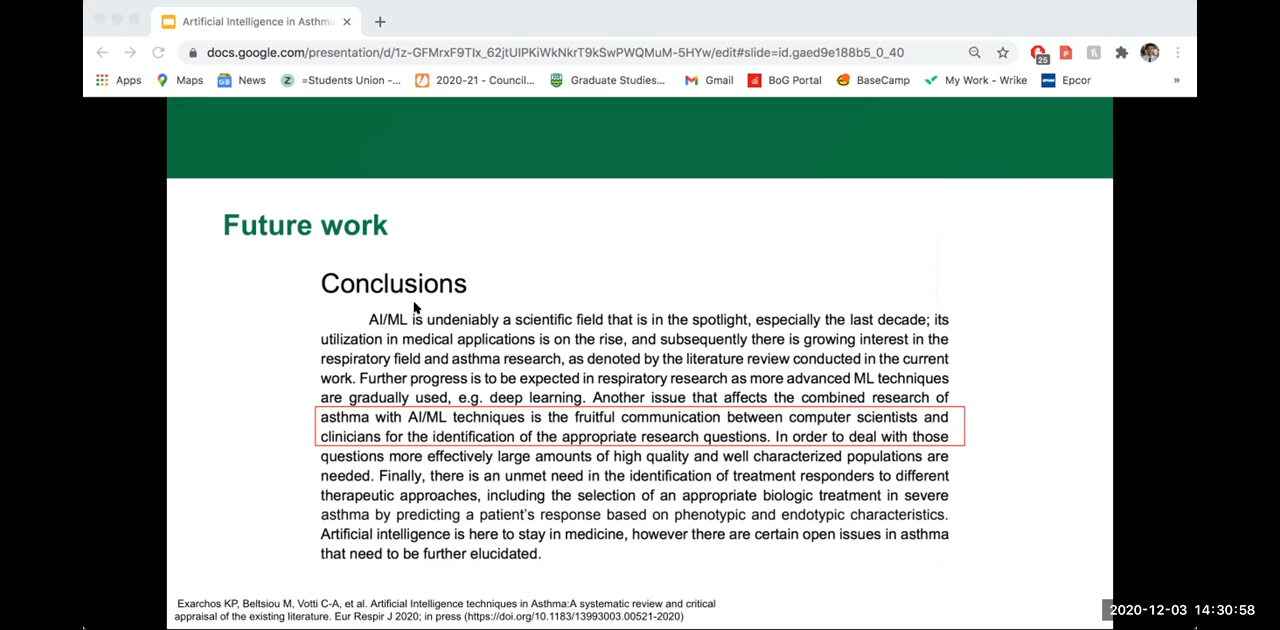 Artificial Intelligence in Asthma
docs.google.com/presentation/d/1z-GFMrxF9TIx_62jtUIPKiWkNkrT9kSwPWQMuM-5HYw/edit#slide=id.gaed9e188b5_0_40
25
Apps Maps News =Students Union -... 2020-21 - Council... Graduate Studies... Gmail BoG Portal BaseCamp My Work - Wrike Epcor »
Future work
Conclusions
AI/ML is undeniably a scientific field that is in the spotlight, especially the last decade; its
utilization in medical applications is on the rise, and subsequently there is growing interest in the
respiratory field and asthma research, as denoted by the literature review conducted in the current
work. Further progress is to be expected in respiratory research as more advanced ML techniques
are gradually used, e.g. deep learning. Another issue that affects the combined research of
asthma with AI/ML techniques is the fruitful communication between computer scientists and
clinicians for the identification of the appropriate research questions. In order to deal with those
questions more effectively large amounts of high quality and well characterized populations are
needed. Finally, there is an unmet need in the identification of treatment responders to different
therapeutic approaches, including the selection of an appropriate biologic treatment in severe
asthma by predicting a patient's response based on phenotypic and endotypic characteristics.
Artificial intelligence is here to stay in medicine, however there are certain open issues in asthma
that need to be further elucidated.
Exarchos KP, Beltsiou M, Votti C-A, et al. Artificial Intelligence techniques in Asthma:A systematic review and critical
appraisal of the existing literature. Eur Respir J 2020; in press (https://doi.org/10.1183/13993003.00521-2020)
2020-12-03 14:30:58